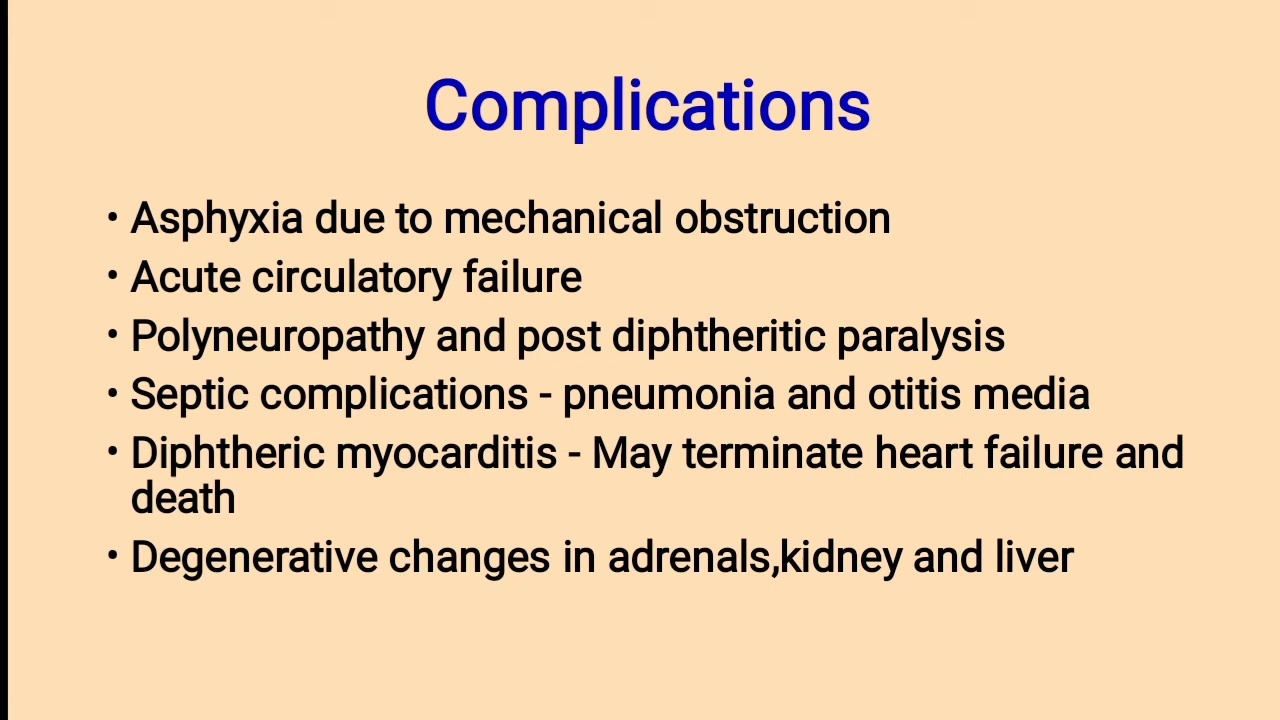 Complications
• Asphyxia due to mechanical obstruction
• Acute circulatory failure
• Polyneuropathy and post diphtheritic paralysis
• Septic complications - pneumonia and otitis media
• Diphtheric myocarditis - May terminate heart failure and
death
• Degenerative changes in adrenals,kidney and liver